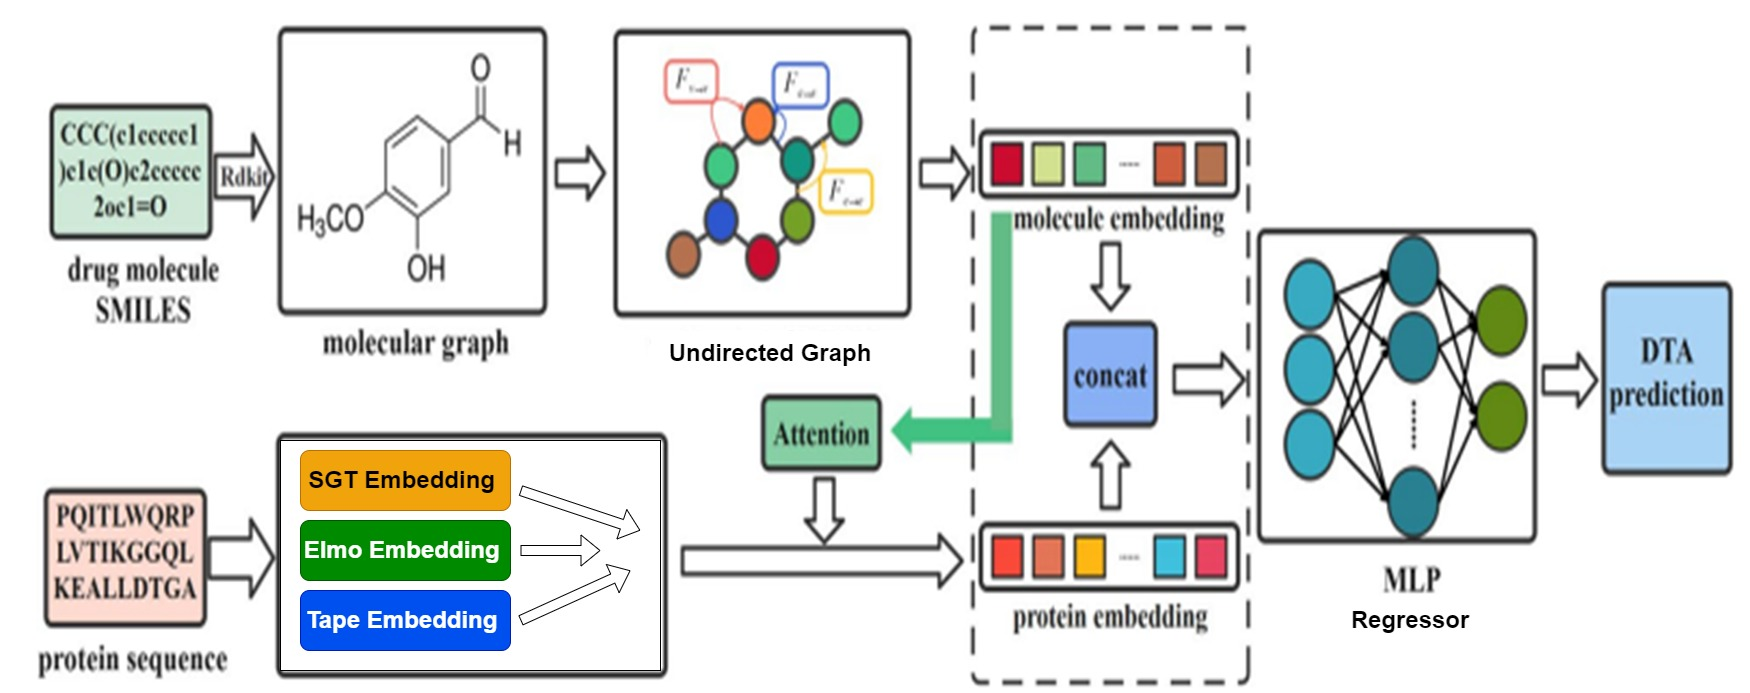 CCC(c1ccccc1
)c1c(O)c2ccccc
2oc1=O
drug molecule
SMILES
Rdkit
O
H
H₃CO
OH
molecular graph
F
F
F
Undirected Graph
molecule embedding
concat
Attention
PQITLWQRP
LVTIKGGQL
KEALLDTGA
protein sequence
SGT Embedding
Elmo Embedding
Tape Embedding
protein embedding
MLP
Regressor
DTA
prediction